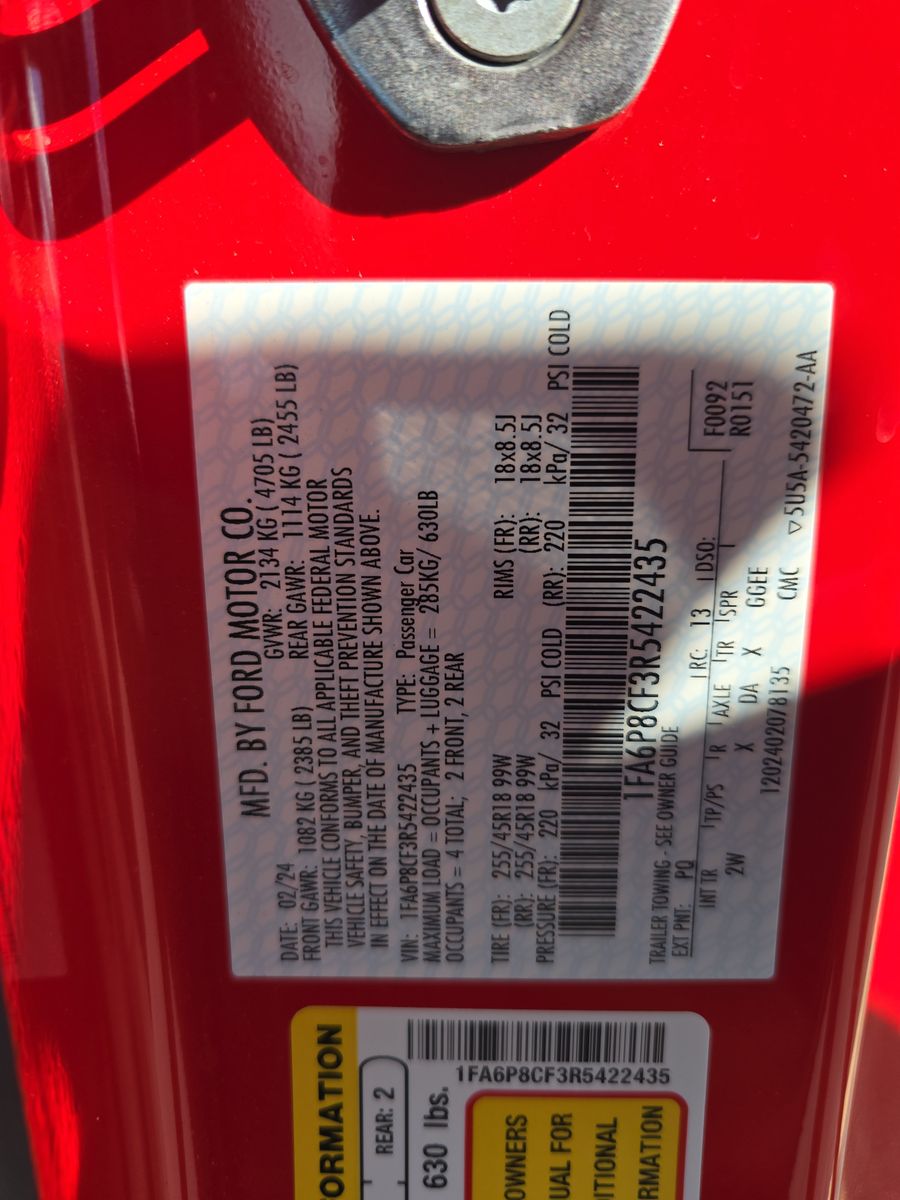 MFD. BY FORD MOTOR CO.
DATE: 02/24 GVWR: 2134 KG ( 4705 LB)
FRONT GAWR: 1082 KG ( 2385 LB) REAR GAWR: 1114 KG ( 2455 LB)
THIS VEHICLE CONFORMS TO ALL APPLICABLE FEDERAL MOTOR
VEHICLE SAFETY, BUMPER, AND THEFT PREVENTION STANDARDS
IN EFFECT ON THE DATE OF MANUFACTURE SHOWN ABOVE.
VIN: 1FA6P8CF3R5422435 TYPE: Passenger Car
MAXIMUM LOAD = OCCUPANTS + LUGGAGE = 285KG/ 630LB
OCCUPANTS = 4 TOTAL; 2 FRONT, 2 REAR
TIRE (FR): 255/45R18 99W RIMS (FR): 18x8.5J
(RR): 255/45R18 99W (RR): 18x8.5J
PRESSURE (FR): 220 kPa/ 32 PSI COLD (RR): 220 kPa/ 32 PSI COLD
1FA6P8CF3R5422435
TRAILER TOWING - SEE OWNER GUIDE F0092
EXT PNT: PQ RC: 13 DSO: R0151
INT TR TP/PS R AXLE TR SPR
2W X DA X GGEE
1202402078135 CMC ▽5U5A-5420472-AA
ORMATION
REAR: 2
630 lbs.
1FA6P8CF3R5422435
OWNERS
UAL FOR
ITIONAL
RMATION